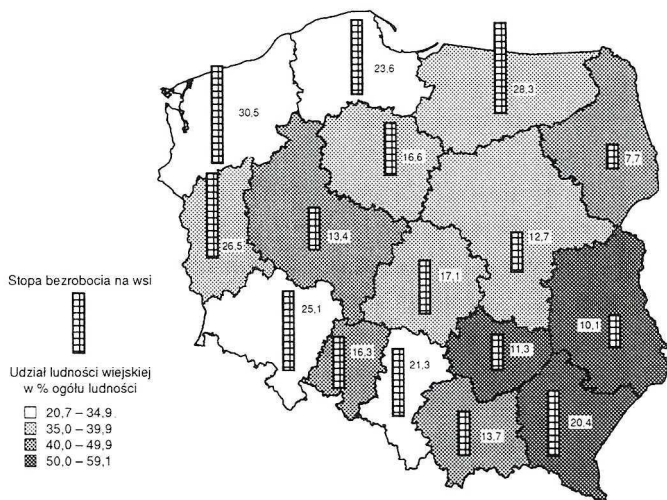 23,6
28,3
30,5
16,6
7,7
26,5
13,4
12,7
17,1
Stopa bezrobocia na wsi
25,1
10,1
16,3
21,3
11,3
Udział ludności wiejskiej
w % ogółu ludności
20,7 – 34,9
35,0 – 39,9
40,0 – 49,9
50,0 – 59,1
20,4
13,7